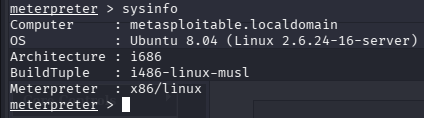 meterpreter > sysinfo
Computer     : metasploitable.localdomain
OS           : Ubuntu 8.04 (Linux 2.6.24-16-server)
Architecture : i686
BuildTuple   : i486-linux-musl
Meterpreter  : x86/linux
meterpreter >